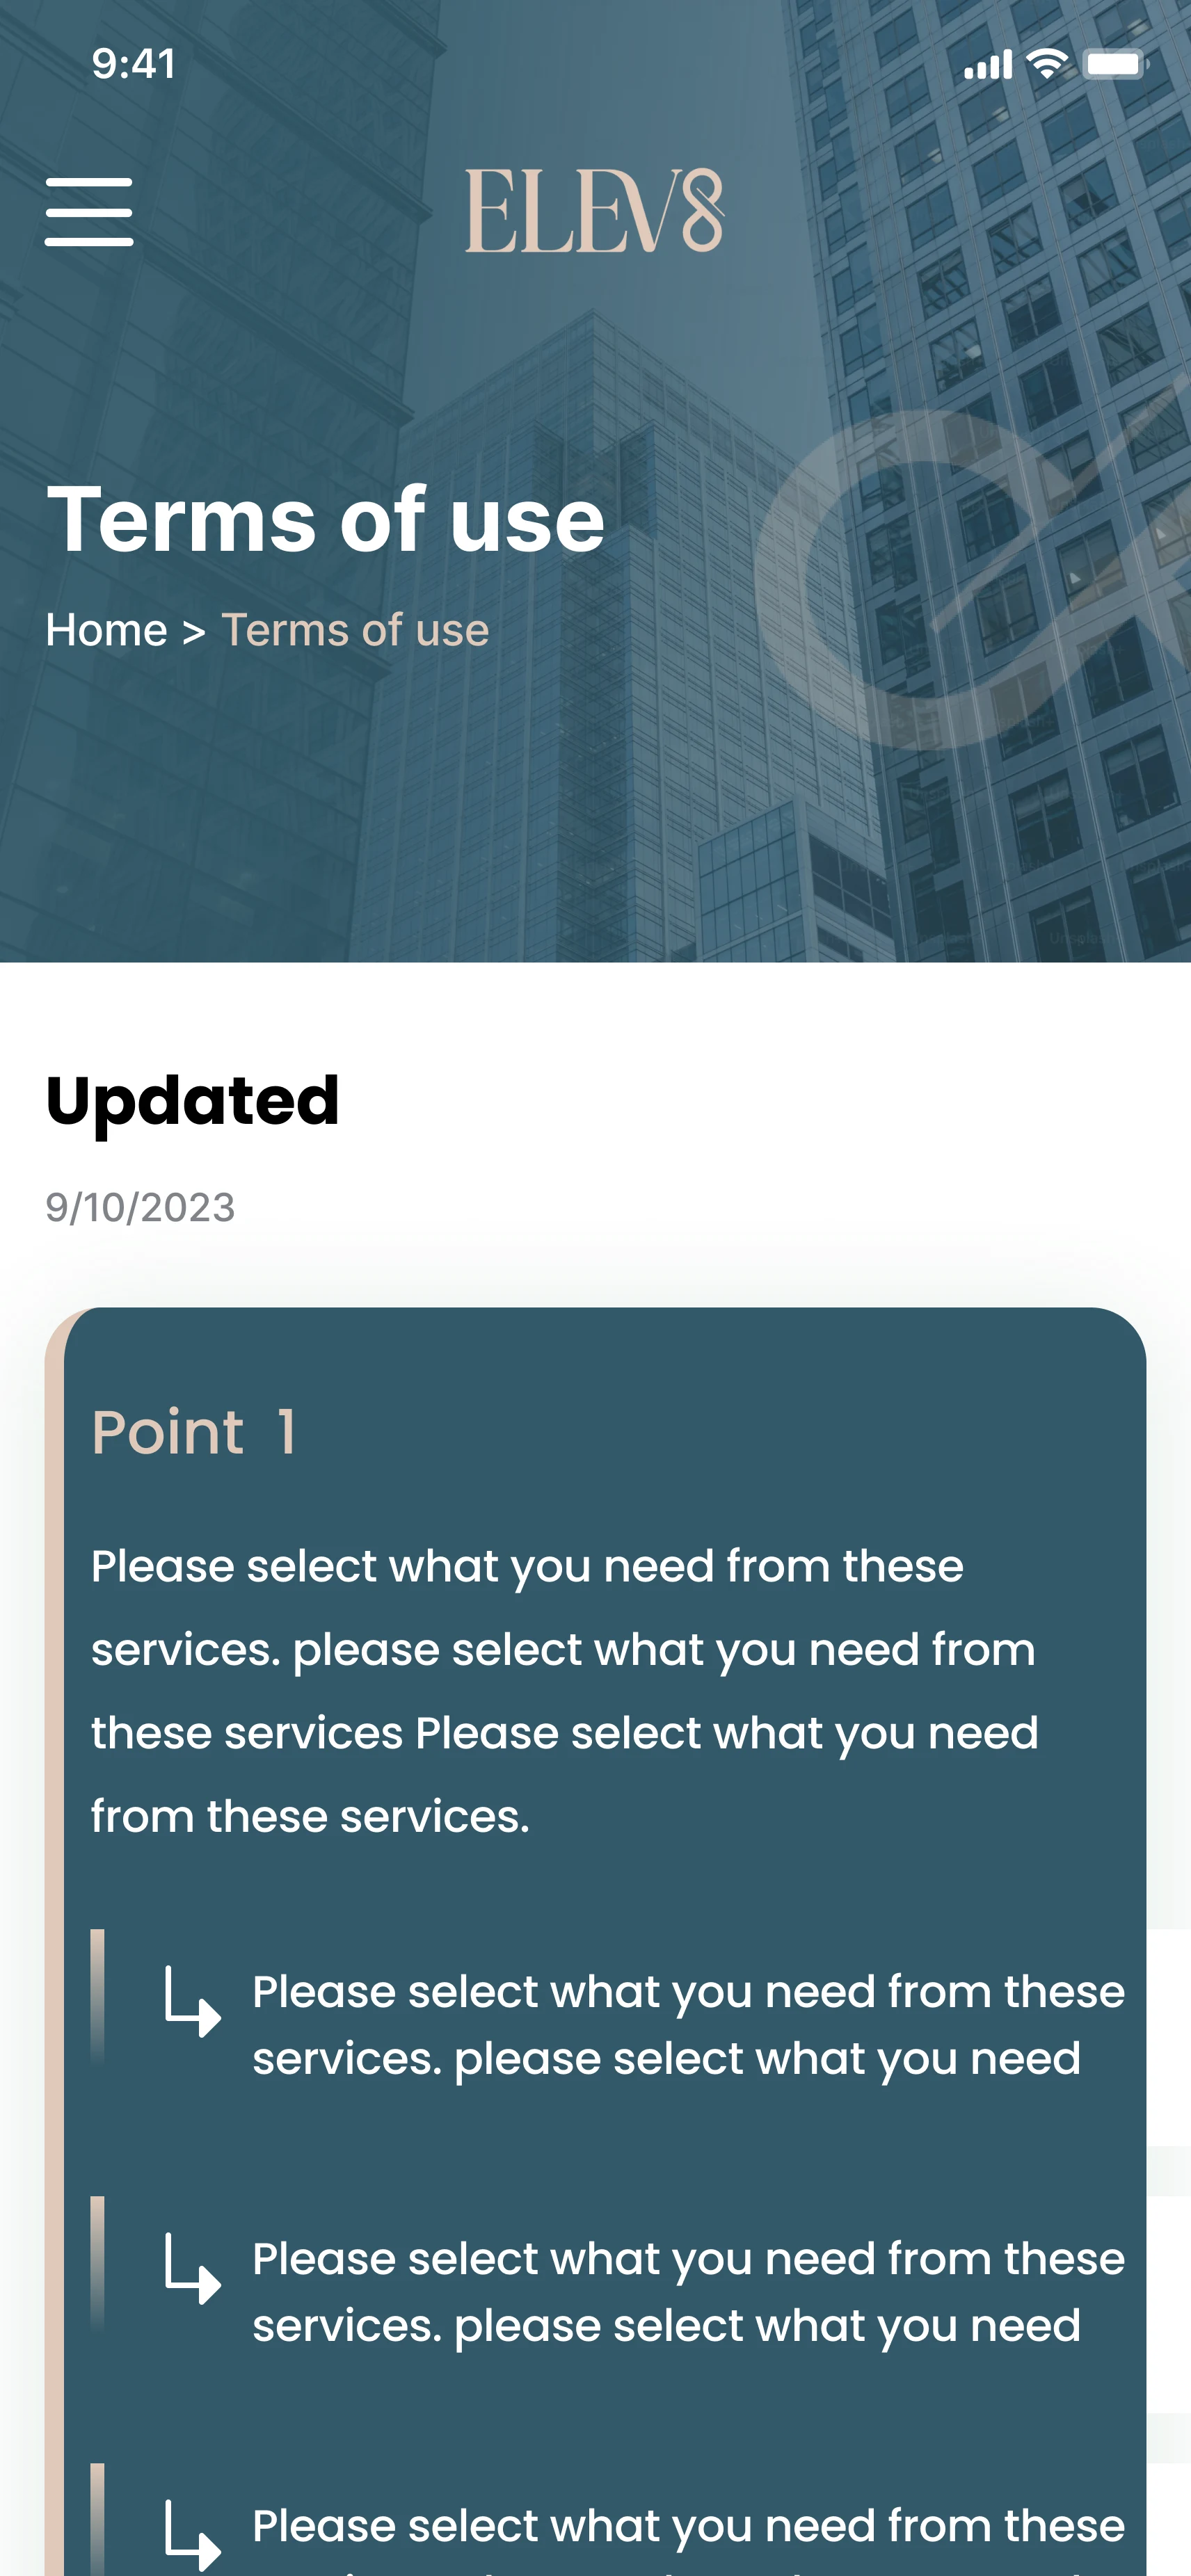 9:41
ELEV8
Terms of use
Home > Terms of use
Unsplash
Updated
9/10/2023
Point 1
Please select what you need from these
services. please select what you need from
these services Please select what you need
from these services.
Please select what you need from these
services. please select what you need
Please select what you need from these
services. please select what you need
Please select what you need from these